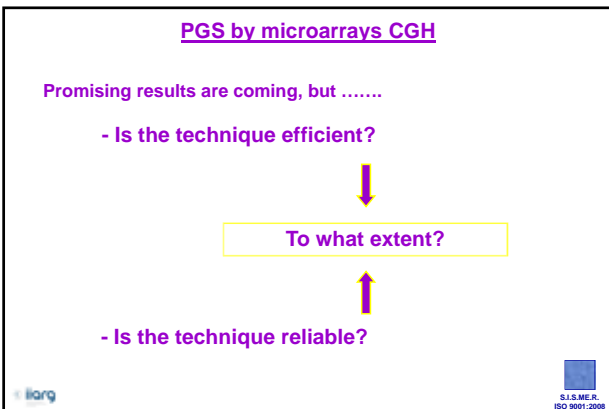 PGS by microarrays CGH
Promising results are coming, but …….
- Is the technique efficient?
To what extent?
- Is the technique reliable?
iiarg
S.I.S.ME.R.
ISO 9001:2008